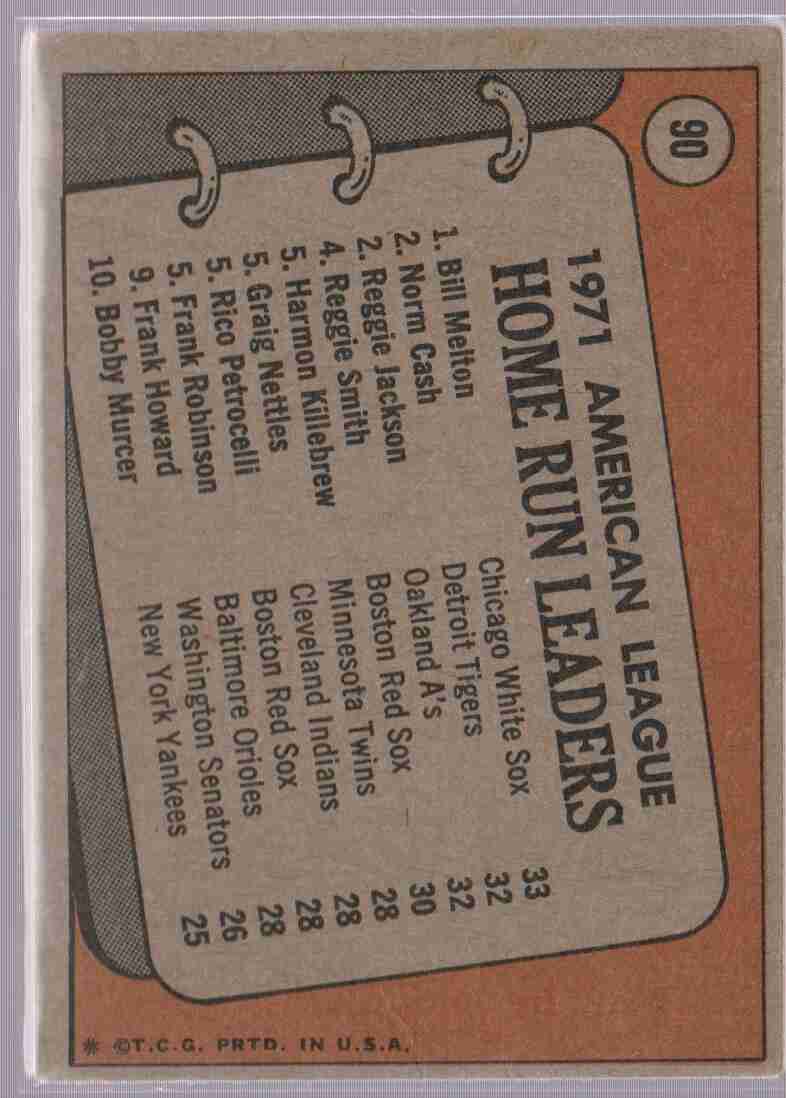 90
1971 AMERICAN LEAGUE
HOME RUN LEADERS
1. Bill Melton Chicago White Sox 33
2. Norm Cash Detroit Tigers 32
2. Reggie Jackson Oakland A's 32
4. Reggie Smith Boston Red Sox 30
5. Harmon Killebrew Minnesota Twins 28
5. Graig Nettles Cleveland Indians 28
5. Rico Petrocelli Boston Red Sox 28
5. Frank Robinson Baltimore Orioles 28
9. Frank Howard Washington Senators 26
10. Bobby Murcer New York Yankees 25
* ©T.C.G. PRTD. IN U.S.A.